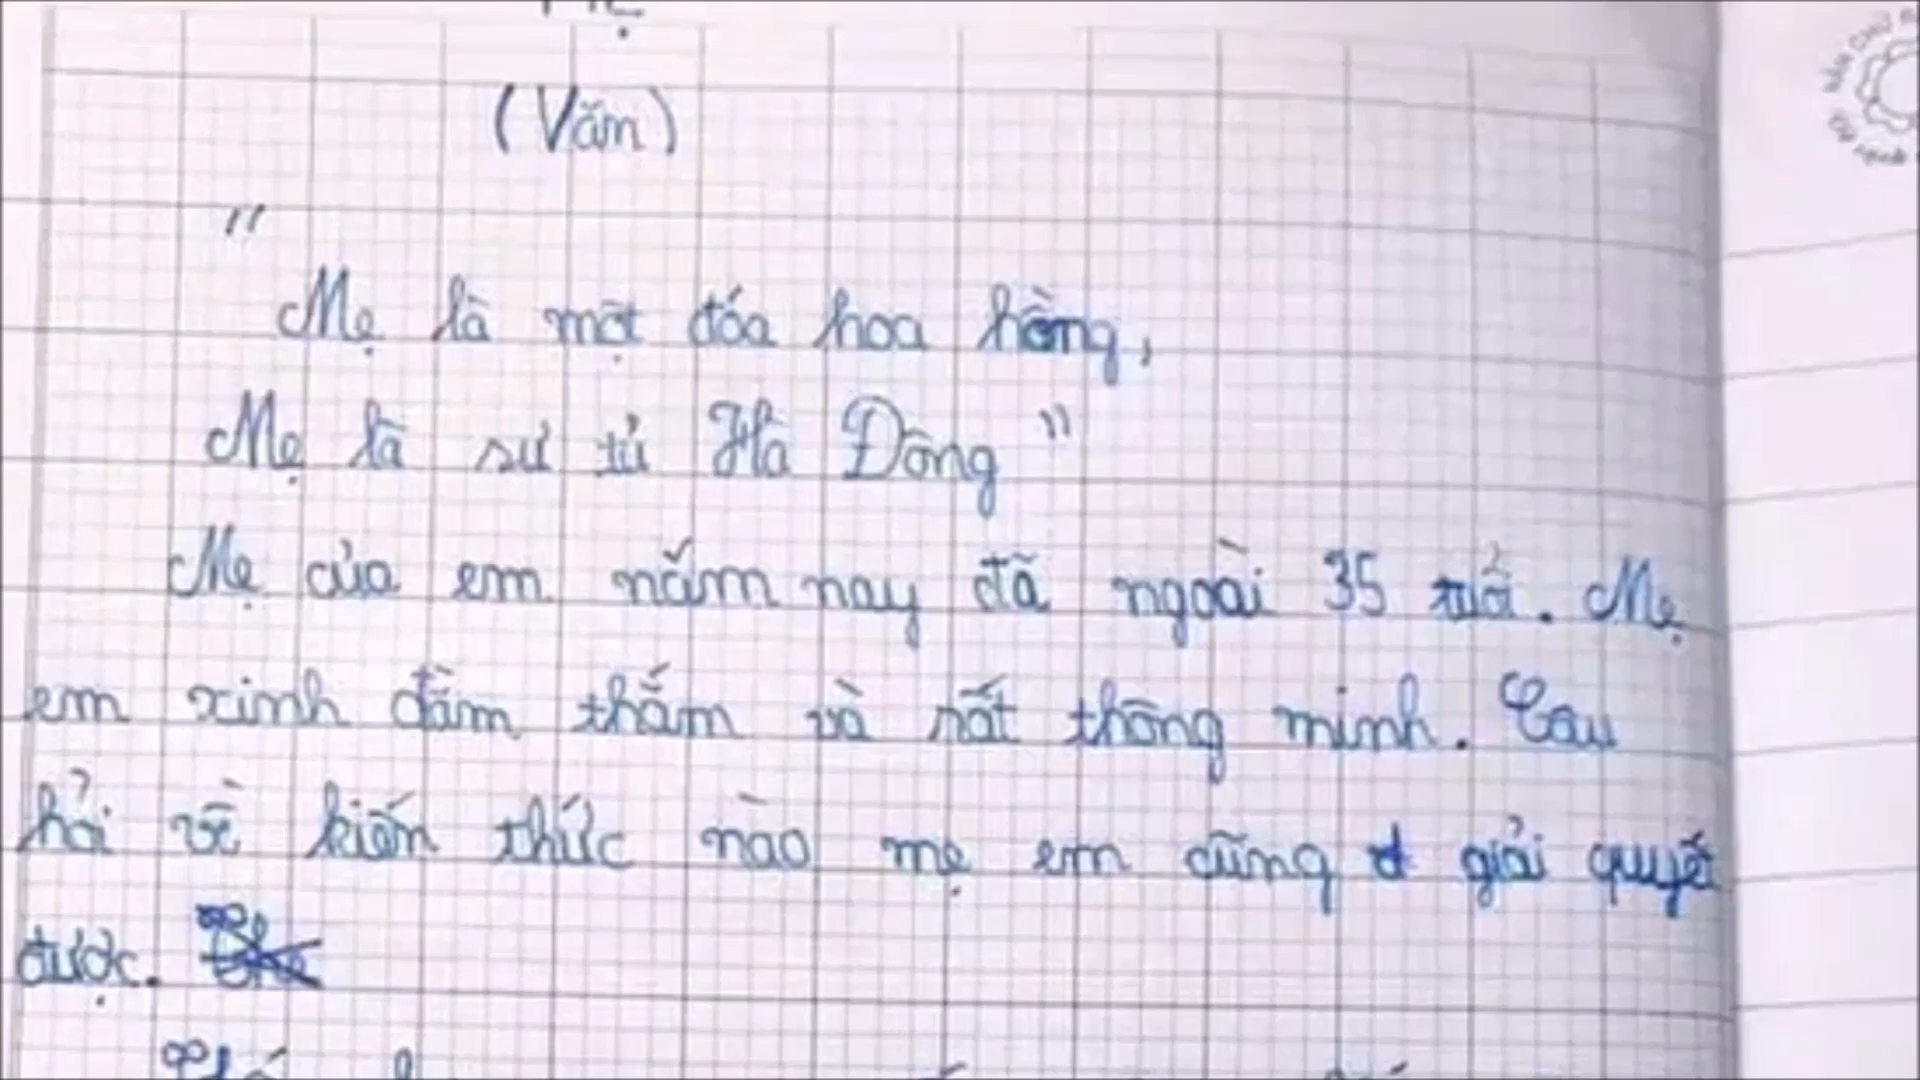 (Văn)
"Mẹ là một đóa hoa hồng,
Mẹ là sư tử Hà Đông"
Mẹ của em năm nay đã ngoài 35 tuổi. Mẹ
em xinh đằm thắm và rất thông minh. Câu
hỏi về kiến thức nào mẹ em cũng giải quyết
được.